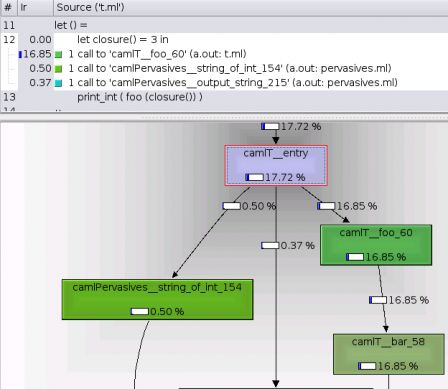 # Ir Source ('t.ml')
11 let () =
12 0.00 let closure() = 3 in
16.85 1 call to 'camlT__foo_60' (a.out: t.ml)
0.50 1 call to 'camlPervasives__string_of_int_154' (a.out: pervasives.ml)
0.37 1 call to 'camlPervasives__output_string_215' (a.out: pervasives.ml)
13 print_int ( foo (closure()) )
17.72 %
camlT__entry
17.72 %
0.50 %
16.85 %
camlT__foo_60
0.37 %
16.85 %
camlPervasives__string_of_int_154
0.50 %
16.85 %
camlT__bar_58
16.85 %